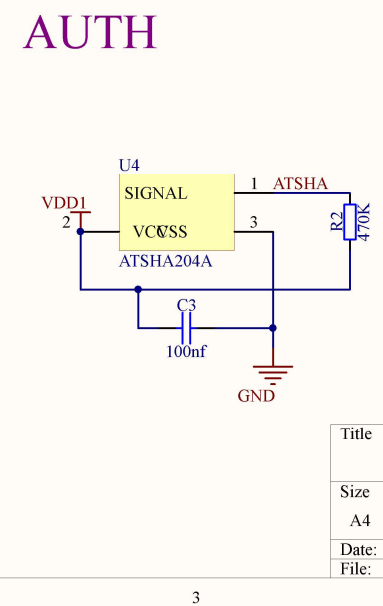 AUTH
U4
SIGNAL
1 ATSHA
VDD1
2
VCC
VSS
3
ATSHA204A
R2
470K
C3
100nf
GND
Title
Size
A4
Date:
File:
3